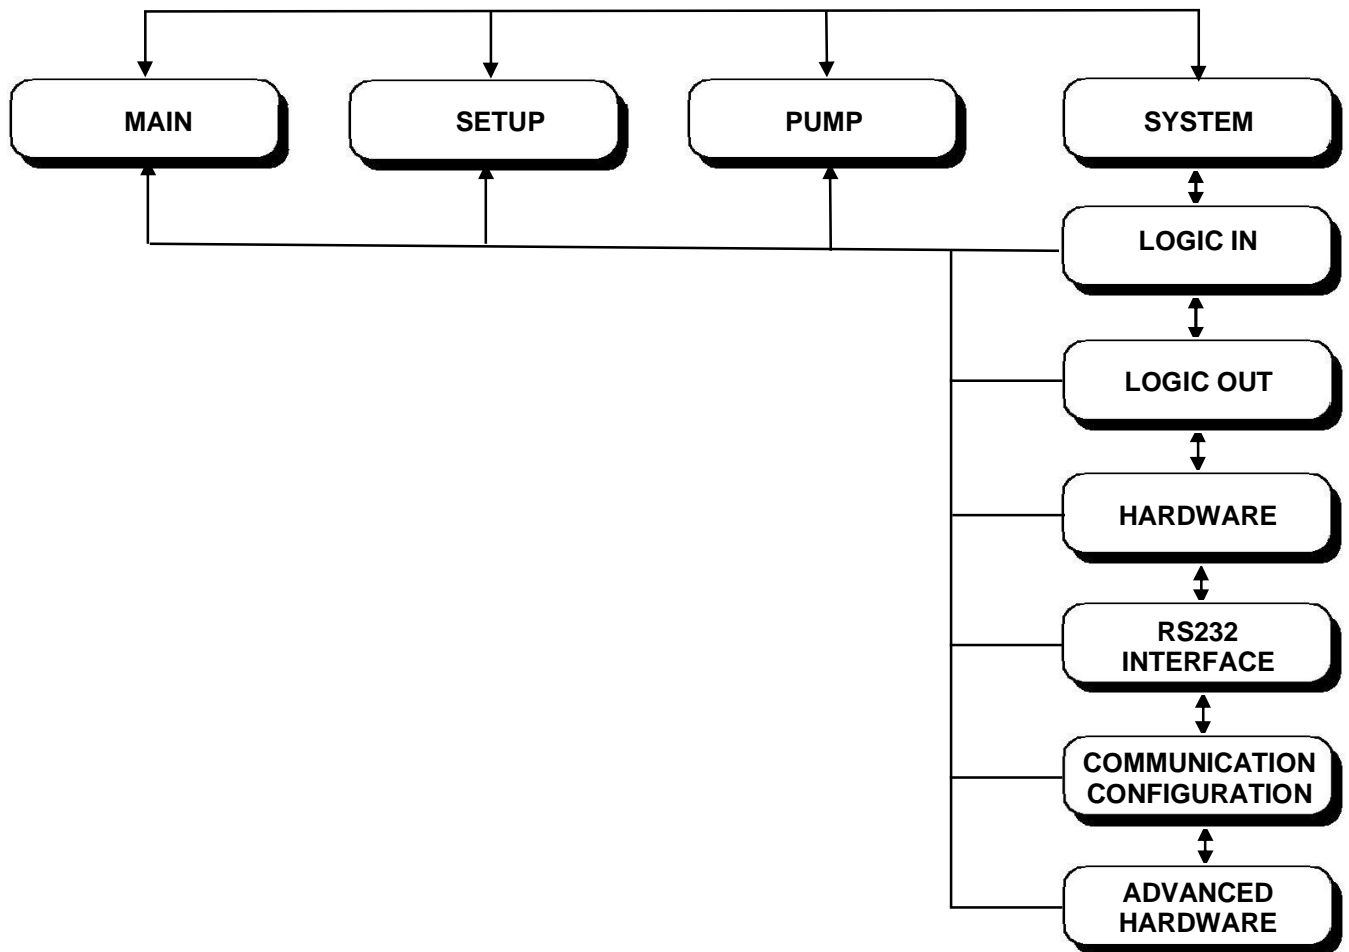 MAIN
SETUP
PUMP
SYSTEM
LOGIC IN
LOGIC OUT
HARDWARE
RS232
INTERFACE
COMMUNICATION
CONFIGURATION
ADVANCED
HARDWARE